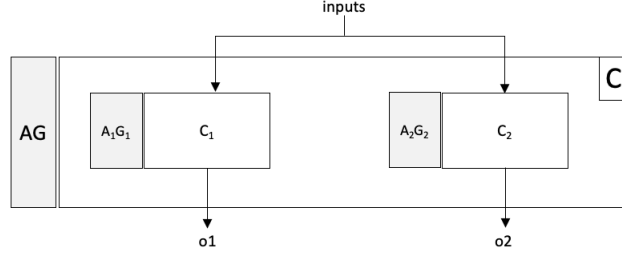 inputs
C
AG
A₁G₁
C₁
A₂G₂
C₂
o1
o2